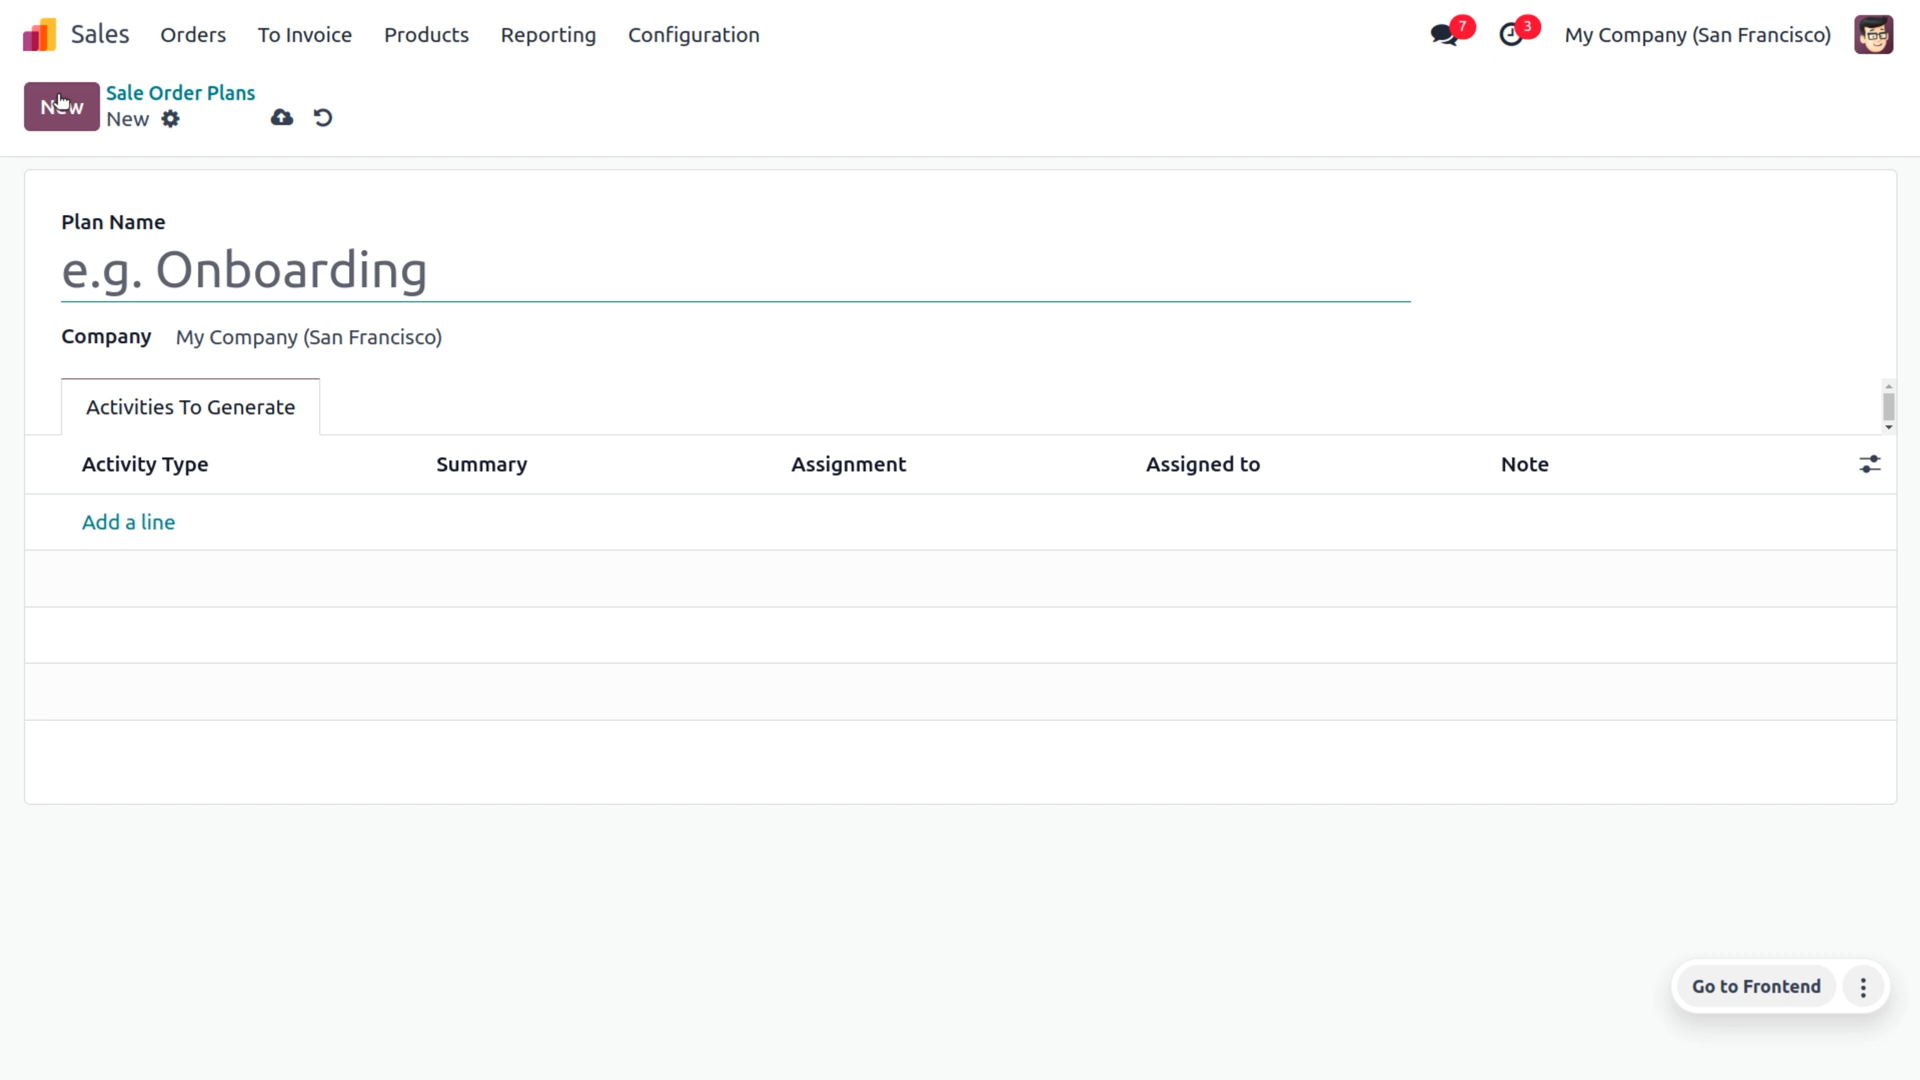 Sales Orders To Invoice Products Reporting Configuration 7 3 My Company (San Francisco)
New Sale Order Plans
New
Plan Name
e.g. Onboarding
Company My Company (San Francisco)
Activities To Generate
Activity Type Summary Assignment Assigned to Note
Add a line
Go to Frontend